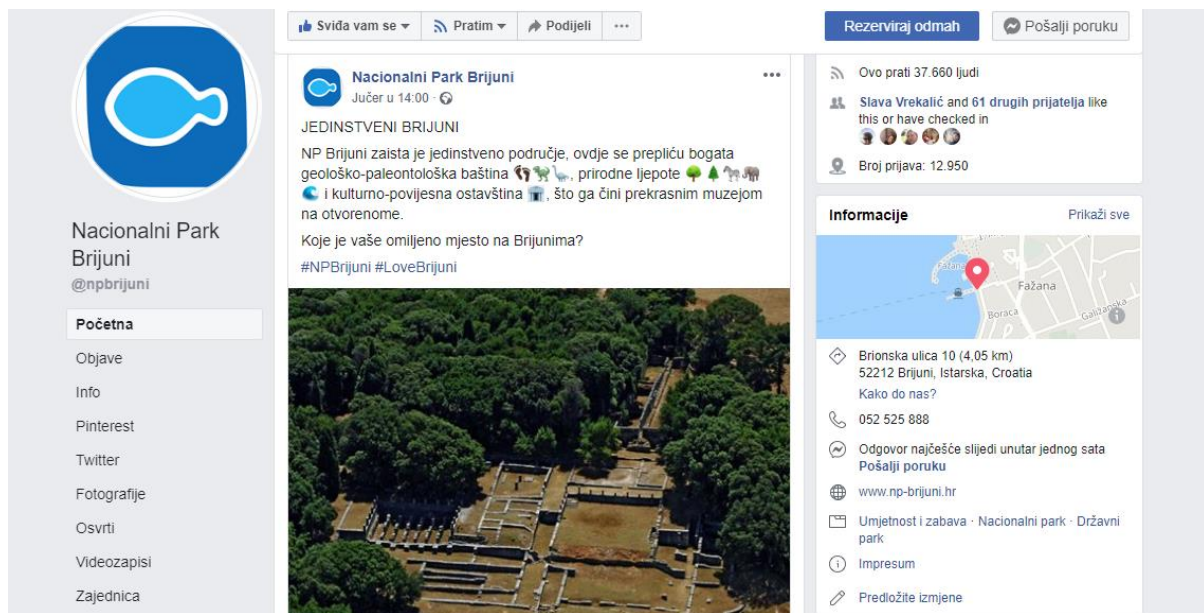 Nacionalni Park
Brijuni
@npbrijuni
Početna
Objave
Info
Pinterest
Twitter
Fotografije
Osvrti
Videozapisi
Zajednica
Sviđa vam se
Pratim
Podijeli
Rezerviraj odmah
Pošalji poruku
Nacionalni Park Brijuni
Jučer u 14:00 ·
JEDINSTVENI BRIJUNI
NP Brijuni zaista je jedinstveno područje, ovdje se prepliću bogata
geološko-paleontološka baština 👣🦖🦕, prirodne ljepote 🌳🌲🦓🐘
🌊 i kulturno-povijesna ostavština 🏛, što ga čini prekrasnim muzejom
na otvorenome.
Koje je vaše omiljeno mjesto na Brijunima?
#NPBrijuni #LoveBrijuni
Ovo prati 37.660 ljudi
Slava Vrekalić and 61 drugih prijatelja like
this or have checked in
Broj prijava: 12.950
Informacije
Prikaži sve
Fažana
Fažana
Boraca
Galižanska
Brionska ulica 10 (4,05 km)
52212 Brijuni, Istarska, Croatia
Kako do nas?
052 525 888
Odgovor najčešće slijedi unutar jednog sata
Pošalji poruku
www.np-brijuni.hr
Umjetnost i zabava · Nacionalni park · Državni
park
Impresum
Predložite izmjene